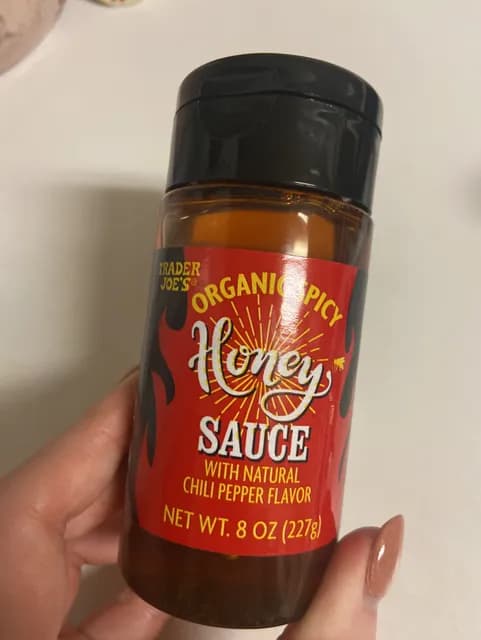 TRADER
JOE'S
ORGANIC SPICY
Honey
SAUCE
WITH NATURAL
CHILI PEPPER FLAVOR
NET WT. 8 OZ (227g)